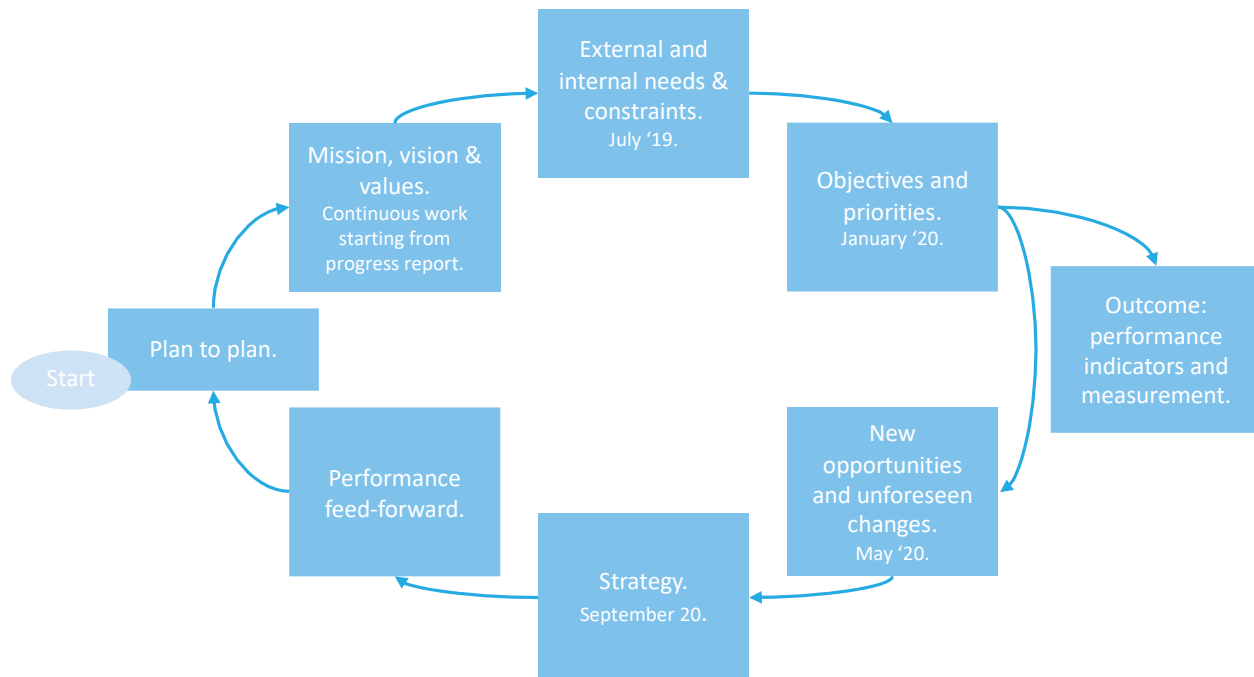 Start
Plan to plan.
Mission, vision &
values.
Continuous work
starting from
progress report.
External and
internal needs &
constraints.
July ‘19.
Objectives and
priorities.
January ‘20.
Outcome:
performance
indicators and
measurement.
New
opportunities
and unforeseen
changes.
May ‘20.
Strategy.
September 20.
Performance
feed-forward.